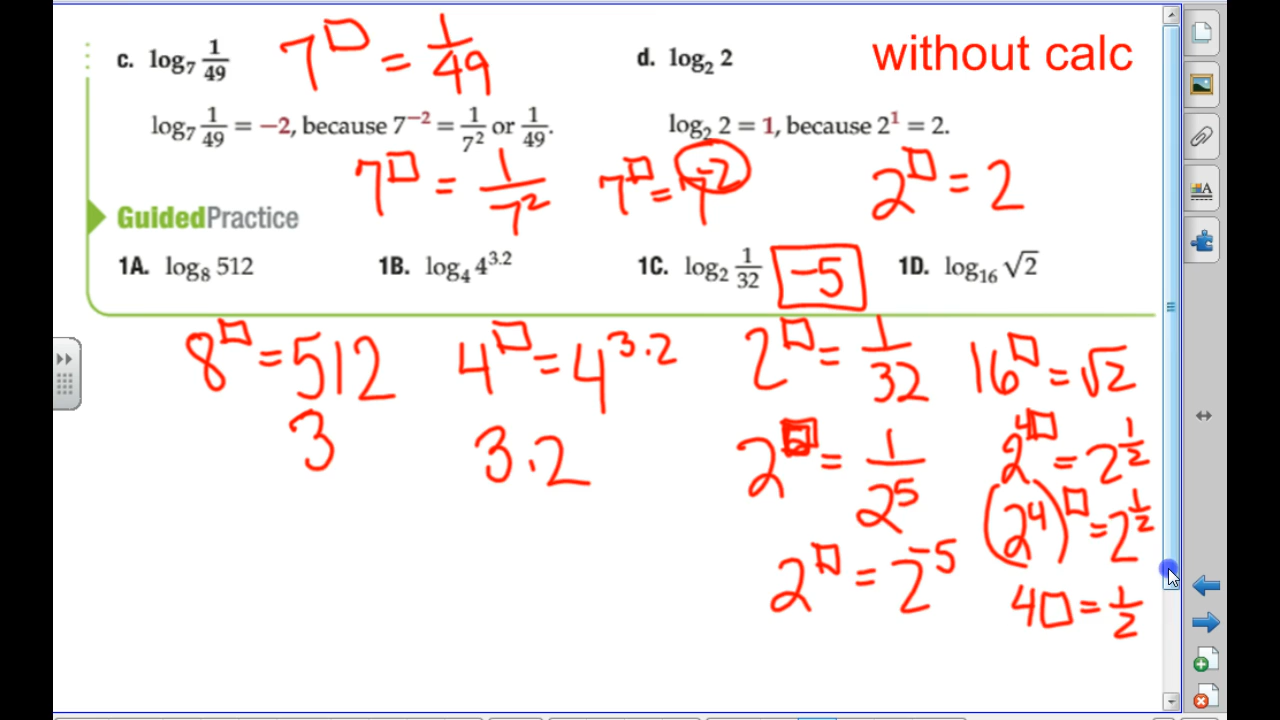 c. log₇ 1/49 7^□ = 1/49 d. log₂ 2 without calc
log₇ 1/49 = −2, because 7⁻² = 1/7² or 1/49. log₂ 2 = 1, because 2¹ = 2.
7^□ = 1/7² 7^□ = 7⁻² 2^□ = 2
GuidedPractice
1A. log₈ 512 1B. log₄ 4^3.2 1C. log₂ 1/32 −5 1D. log₁₆ √2
8^□ = 512 4^□ = 4^3.2 2^□ = 1/32 16^□ = √2
3 3.2 2^□ = 1/2⁵ 2^4□ = 2^1/2
(2⁴)^□ = 2^1/2
2^□ = 2⁻⁵ 4□ = 1/2